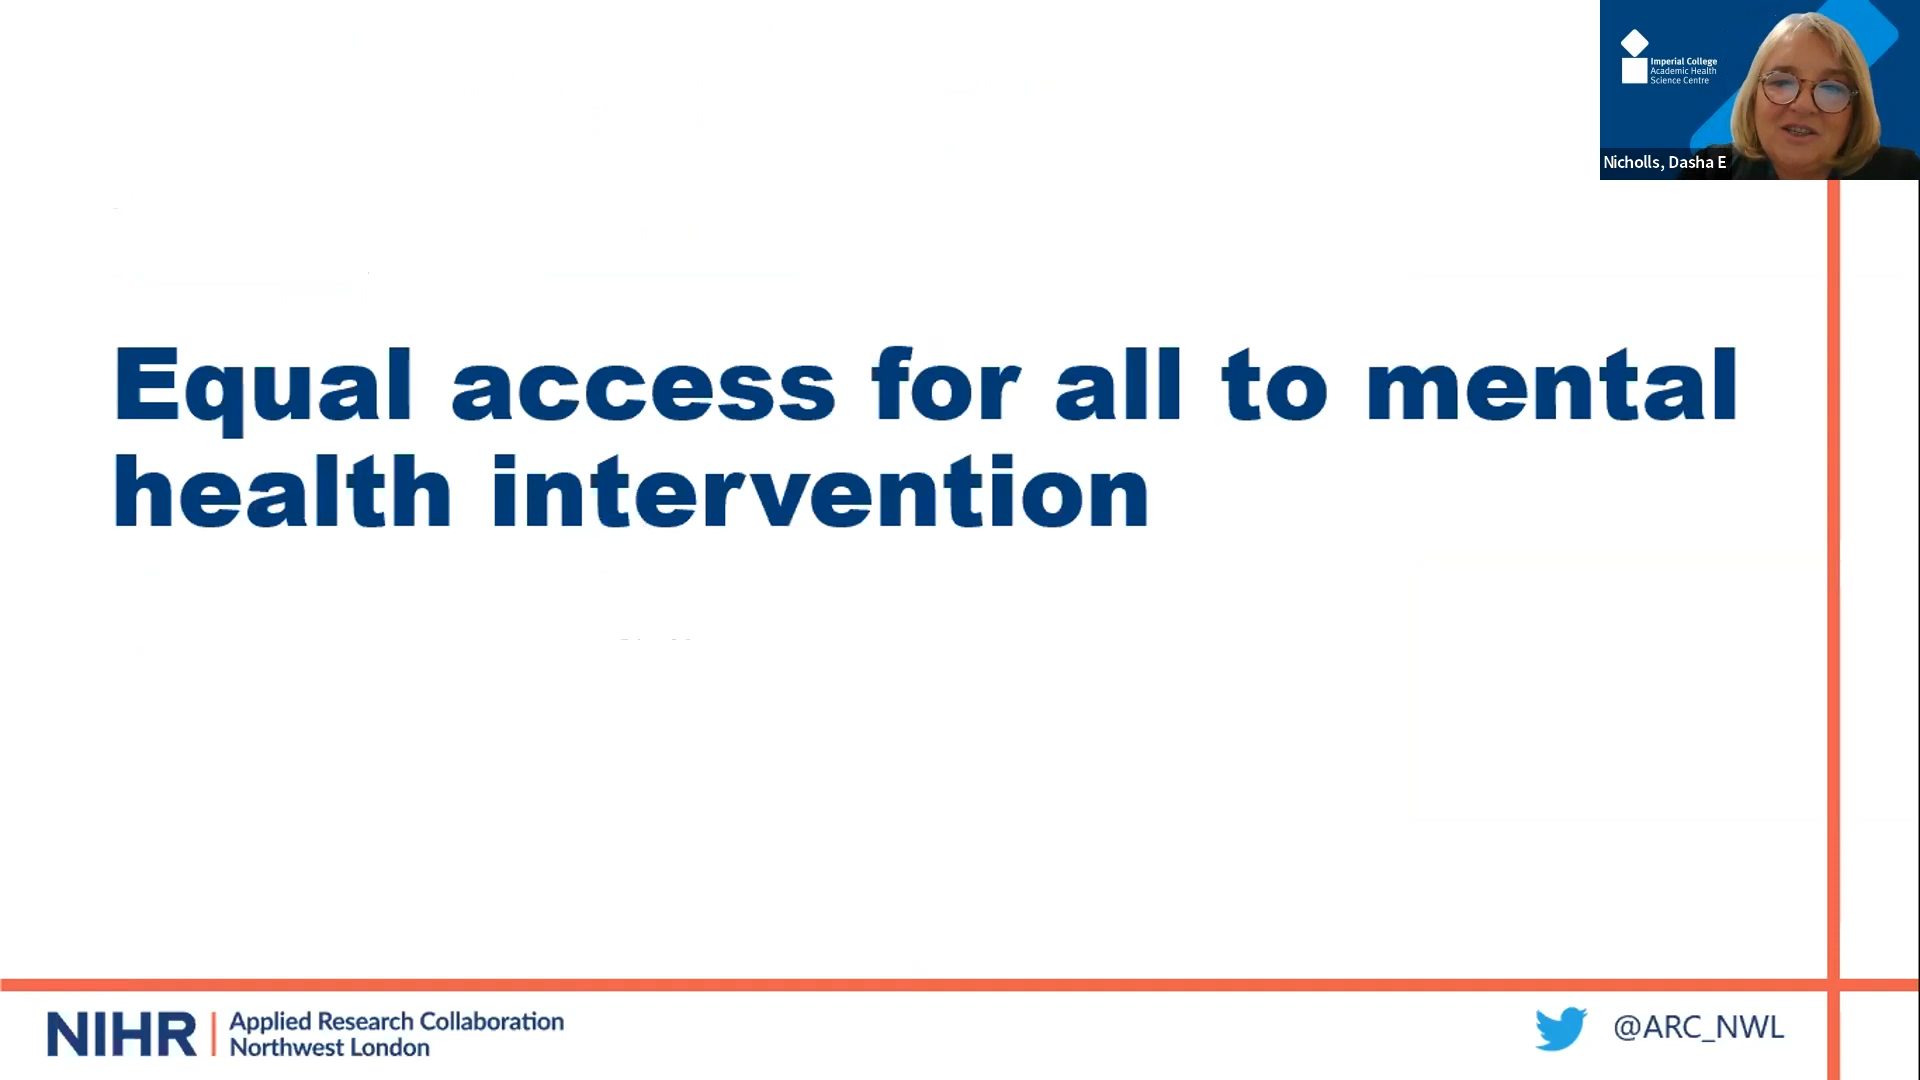 Imperial College
Academic Health
Science Centre
Nicholls, Dasha E
Equal access for all to mental
health intervention
NIHR
Applied Research Collaboration
Northwest London
@ARC_NWL